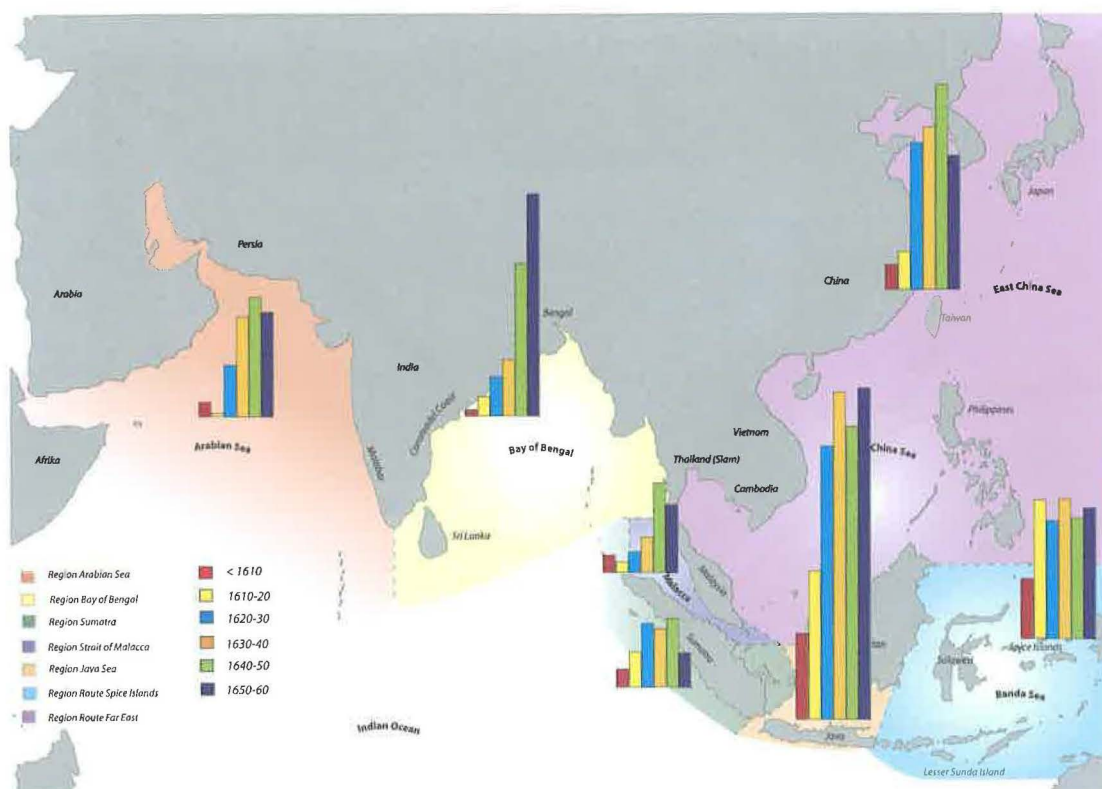 Japan
Persia
China
East China Sea
Arabia
Taiwan
Bengal
India
Coromandel Coast
Philippines
Vietnam
China Sea
Arabian Sea
Bay of Bengal
Thailand (Siam)
Afrika
Malabar
Cambodia
Sri Lanka
Malaysia
Malacca
Region Arabian Sea
Region Bay of Bengal
Region Sumatra
Region Strait of Malacca
Region Java Sea
Region Route Spice Islands
Region Route Far East
< 1610
1610-20
1620-30
1630-40
1640-50
1650-60
Sumatra
Spice Islands
Sulawesi
Banda Sea
Indian Ocean
Java
Lesser Sunda Island